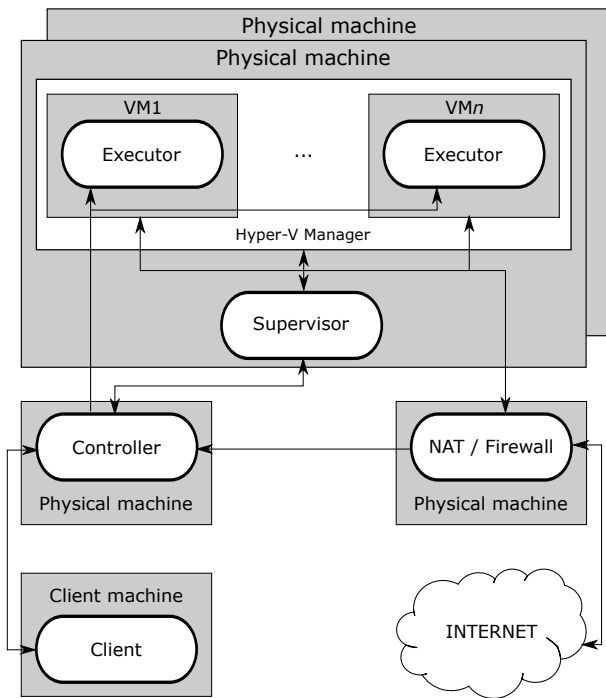 Physical machine
Physical machine
VM1
VMn
Executor
...
Executor
Hyper-V Manager
Supervisor
Controller
NAT / Firewall
Physical machine
Physical machine
Client machine
Client
INTERNET